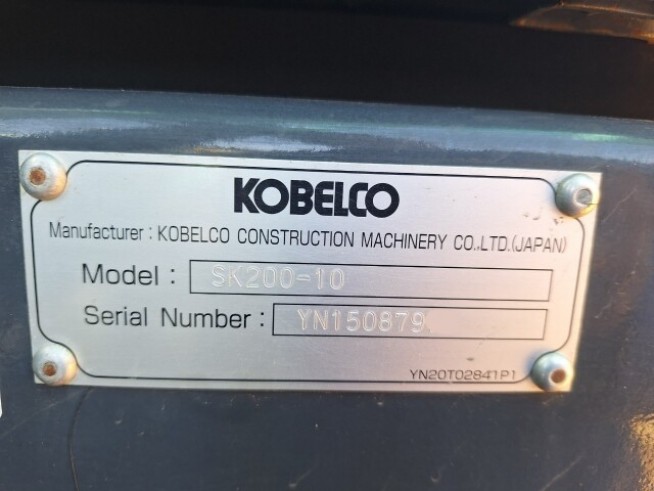 KOBELCO
Manufacturer : KOBELCO CONSTRUCTION MACHINERY CO.,LTD.(JAPAN)
Model : SK200-10
Serial Number : YN150879
YN20T02841P1